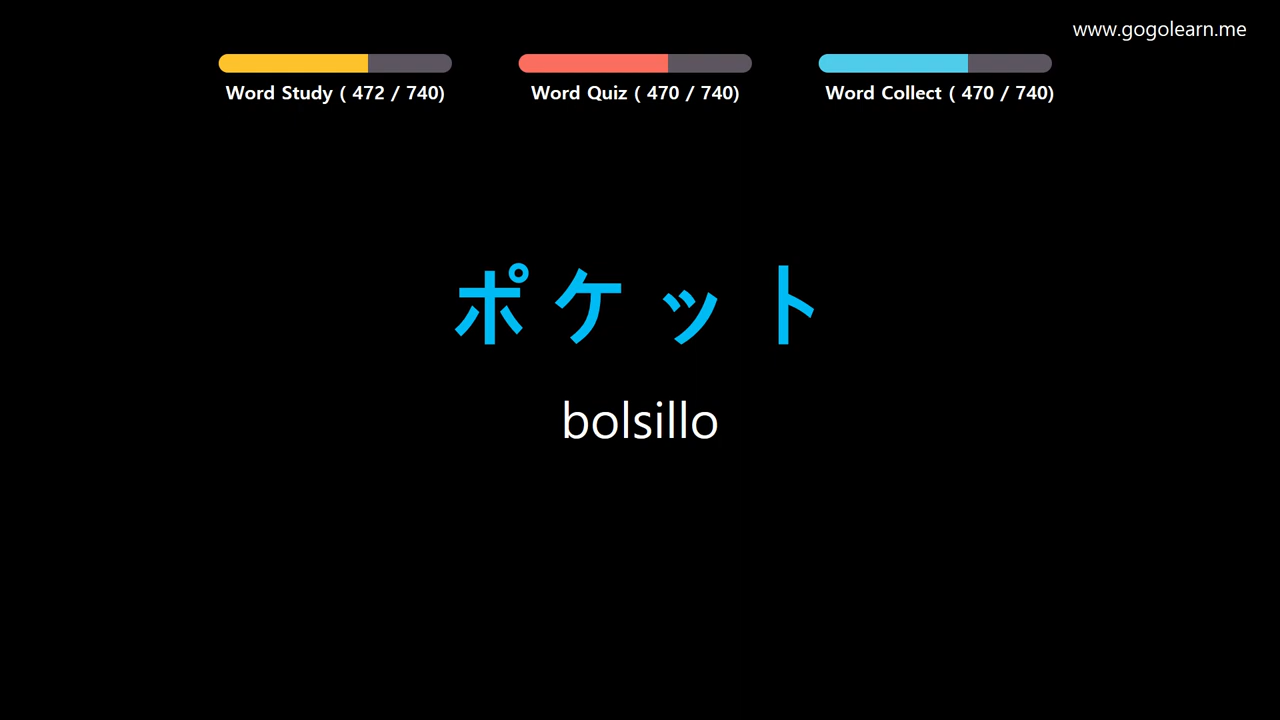 www.gogolearn.me
Word Study ( 472 / 740)
Word Quiz ( 470 / 740)
Word Collect ( 470 / 740)
ポケット
bolsillo